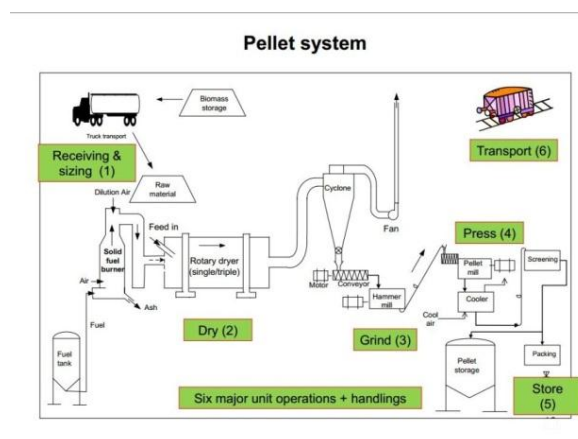 Pellet system
Biomass
storage
Truck transport
Receiving &
sizing (1)
Transport (6)
Raw
material
Dilution Air
Feed in
Cyclone
Fan
Solid
fuel
burner
Rotary dryer
(single/triple)
Press (4)
Pellet
mill
Screening
Air
Ash
Motor
Conveyor
Hammer
mill
Cooler
Fuel
Dry (2)
Grind (3)
Cool
air
Fuel
tank
Pellet
storage
Packing
Six major unit operations + handlings
Store
(5)